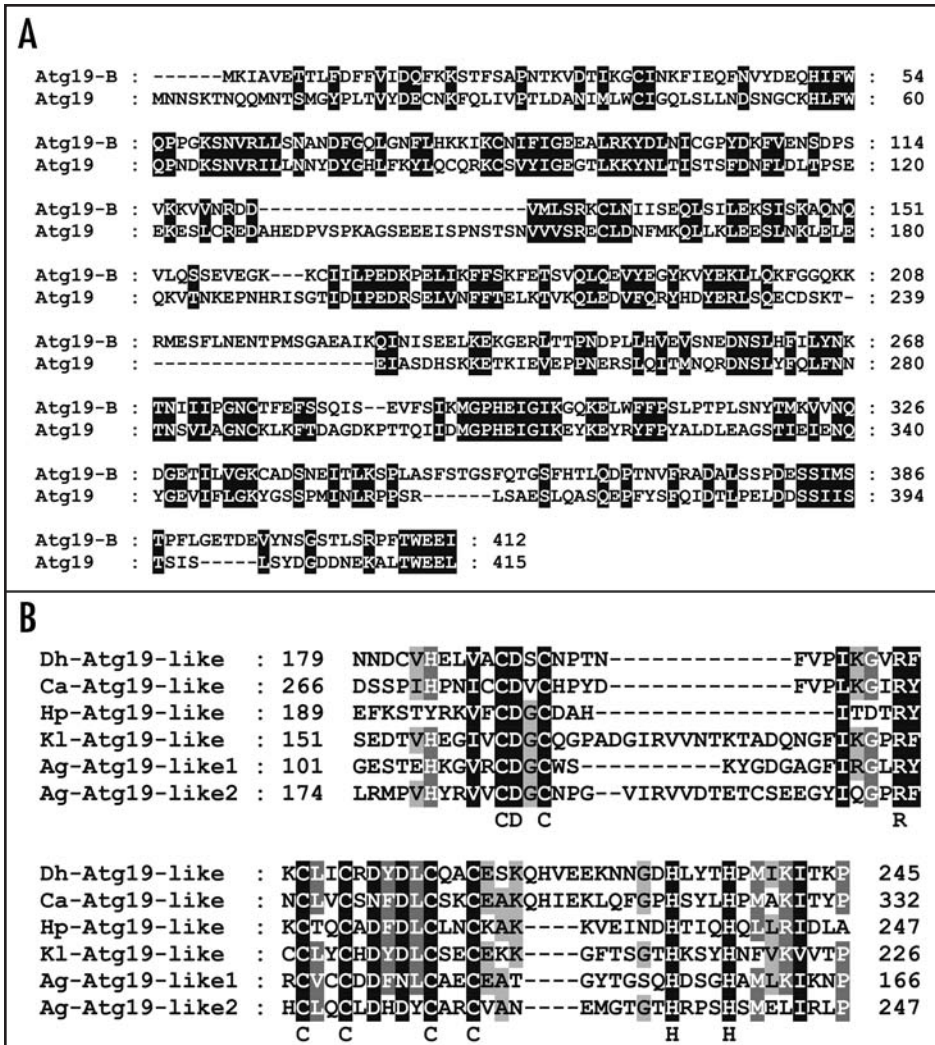 A
Atg19-B : ------MKIAVETTLFDFFVIDQFKKSTFSAPNTKVDTIKGCINKFIEQFNVYDEQHIFW : 54
Atg19 : MNNSKTNQQMNTSMGYPLTVYDECNKFQLIVPTLDANIMLWCIGQLSLLNDSNGCKHLFW : 60
Atg19-B : QPPGKSNVRLLSNANDFGQLGNFLHKKIKCNIFIGEEALRKYDLNICGPYDKFVENSDPS : 114
Atg19 : QPNDKSNVRILLNNYDYGHLFKYLQCQRKCSVYIGEGTLKKYNLTISTSFDNFLDLTPSE : 120
Atg19-B : VKKVVNRDD-----------------------VMLSRKCLNIISEQLSILEKSISKAQNQ : 151
Atg19 : EKESLCREDAHEDPVSPKAGSEEEISPNSTSNVVVSRECLDNFMKQLLKLEESLNKLELE : 180
Atg19-B : VLQSSEVEGK---KCIILPEDKPELIKFFSKFETSVQLQEVYEGYKVYEKLLQKFGGQKK : 208
Atg19 : QKVTNKEPNHRISGTIDIPEDRSELVNFFTELKTVKQLEDVFQRYHDYERLSQECDSKT- : 239
Atg19-B : RMESFLNENTPMSGAEAIKQINISEELKEKGERLTTPNDPLLHVEVSNEDNSLHFILYNK : 268
Atg19 : -------------------EIASDHSKKETKIEVEPPNERSLQITMNQRDNSLYFQLFNN : 280
Atg19-B : TNIIIPGNCTFEFSSQIS--EVFSIKMGPHEIGIKGQKELWFFPSLPTPLSNYTMKVVNQ : 326
Atg19 : TNSVLAGNCKLKFTDAGDKPTTQIIDMGPHEIGIKEYKEYRYFPYALDLEAGSTIEIENQ : 340
Atg19-B : DGETILVGKCADSNEITLKSPLASFSTGSFQTGSFHTLQDPTNVFRADALSSPDESSIMS : 386
Atg19 : YGEVIFLGKYGSSPMINLRPPSR------LSAESLQASQEPFYSFQIDTLPELDDSSIIS : 394
Atg19-B : TPFLGETDEVYNSGSTLSRPFTWEEI : 412
Atg19 : TSIS-----LSYDGDDNEKALTWEEL : 415
B
Dh-Atg19-like : 179 NNDCVHELVACDSCNPTN-------------FVPIKGVRF
Ca-Atg19-like : 266 DSSPIHPNICCDVCHPYD-------------FVPLKGIRY
Hp-Atg19-like : 189 EFKSTYRKVFCDGCDAH--------------ITDTRY
Kl-Atg19-like : 151 SEDTVHEGIVCDGCQGPADGIRVVNTKTADQNGFIKGPRF
Ag-Atg19-like1 : 101 GESTEHKGVRCDGCWS-----------KYGDGAGFIRGLRY
Ag-Atg19-like2 : 174 LRMPVHYRVVCDGCNPG--VIRVVDTETCSEEGYIQGPRF
CD C R
Dh-Atg19-like : KCLICRDYDLCQACESKQHVEEKNNGDHLYTHPMIKITKP 245
Ca-Atg19-like : NCLVCSNFDLCSKCEAKQHIEKLQFGPHSYLHPMAKITYP 332
Hp-Atg19-like : KCTQCADFDLCLNCKAK----KVEINDHTIQHQLLRIDLA 247
Kl-Atg19-like : CCLYCHDYDLCSECEKK----GFTSGTHKSYHNFVKVVTP 226
Ag-Atg19-like1 : RCVCCDDFNLCAECEAT----GYTGSQHDSGHAMLKIKNP 166
Ag-Atg19-like2 : HCLQCLDHDYCARCVAN----EMGTGTHRPSHSMELIRLP 247
C C C C H H